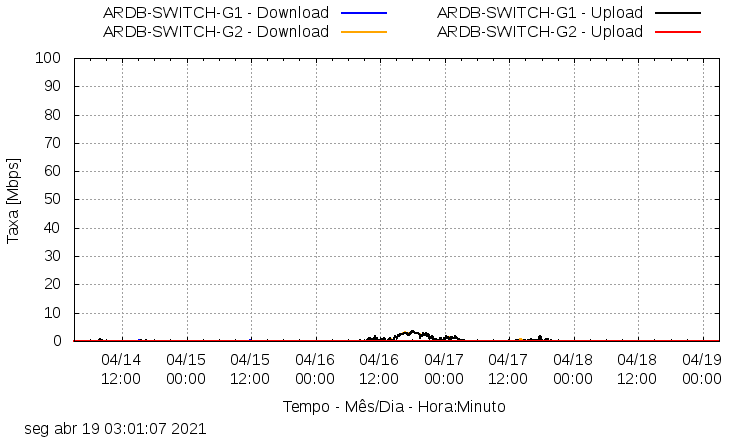 ARDB-SWITCH-G1 - Download ARDB-SWITCH-G1 - Upload
ARDB-SWITCH-G2 - Download ARDB-SWITCH-G2 - Upload
100
90
80
70
60
50
40
30
20
10
0
Taxa [Mbps]
04/14 04/15 04/15 04/16 04/16 04/17 04/17 04/18 04/18 04/19
12:00 00:00 12:00 00:00 12:00 00:00 12:00 00:00 12:00 00:00
Tempo - Mês/Dia - Hora:Minuto
seg abr 19 03:01:07 2021